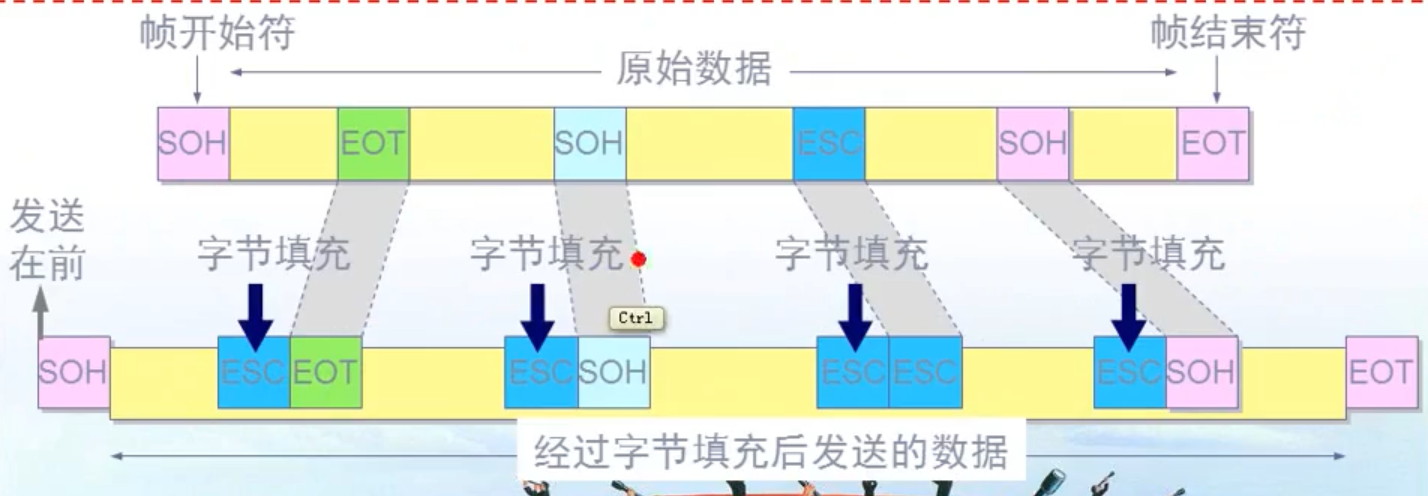 帧开始符
帧结束符
原始数据
SOH EOT SOH ESC SOH EOT
发送
在前
字节填充 字节填充 字节填充 字节填充
Ctrl
SOH ESC EOT ESC SOH ESC ESC ESC SOH EOT
经过字节填充后发送的数据